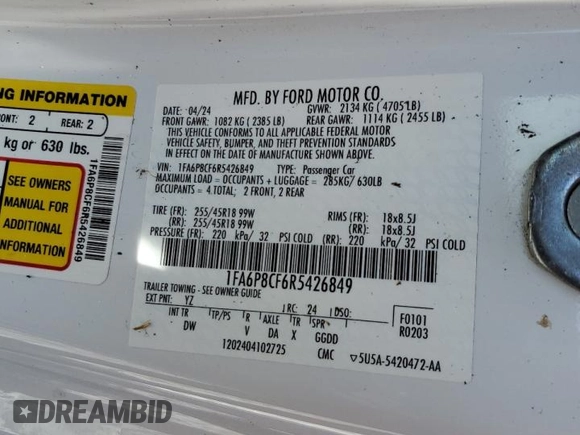 NG INFORMATION
ONT: 2
REAR: 2
kg or 630 lbs.
SEE OWNERS
MANUAL FOR
ADDITIONAL
INFORMATION
1FA6P8CF6R5426849
MFD. BY FORD MOTOR CO.
04/24
GVWR: 2134 KG ( 4705LB)
FRONT GAWR: 1082 KG ( 2385 LB)
REAR GAWR: 1114 KG ( 2455 LB)
THIS VEHICLE CONFORMS TO ALL APPLICABLE FEDERAL MOTOR
VEHICLE SAFETY, BUMPER, AND THEFT PREVENTION STANDARDS
IN EFFECT ON THE DATE OF MANUFACTURE SHOWN ABOVE.
VIN: 1FA6P8CF6R5426849
TYPE: Passenger Car
MAXIMUM LOAD = OCCUPANTS + LUGGAGE = 285KG/ 630LB
OCCUPANTS = 4 TOTAL; 2 FRONT, 2 REAR
TIRE (FR): 255/45R18 99W
RIMS (FR): 18x8.5J
(RR): 255/45R18 99W
(RR): 18x8.5J
PRESSURE (FR): 220 kPa/ 32 PSI COLD
(RR): 220 kPa/ 32 PSI COLD
1FA6P8CF6R5426849
TRAILER TOWING - SEE OWNER GUIDE
EXT PNT: YZ
RC: 24
DSO:
F0101
R0203
INT TR
TP/PS
R
AXLE
TR
SPR
DW
V
DA
X
GGDD
1202404102725
CMC
5U5A-5420472-AA
DREAMBID